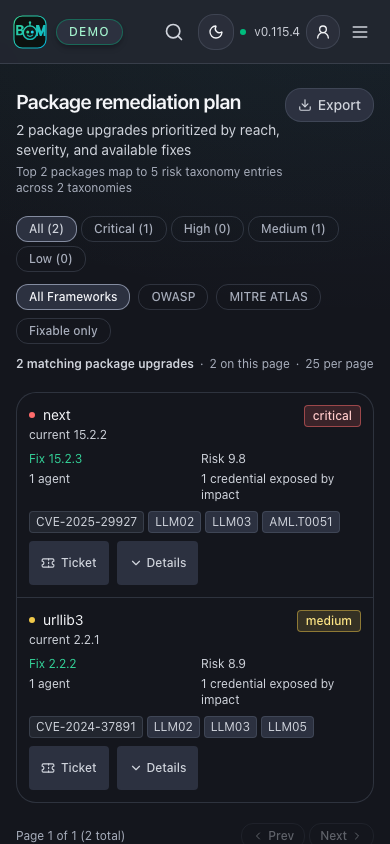 BOM
DEMO
v0.115.4
Package remediation plan
Export
2 package upgrades prioritized by reach,
severity, and available fixes
Top 2 packages map to 5 risk taxonomy entries
across 2 taxonomies
All (2)
Critical (1)
High (0)
Medium (1)
Low (0)
All Frameworks
OWASP
MITRE ATLAS
Fixable only
2 matching package upgrades · 2 on this page · 25 per page
next
critical
current 15.2.2
Fix 15.2.3
Risk 9.8
1 agent
1 credential exposed by
impact
CVE-2025-29927
LLM02
LLM03
AML.T0051
Ticket
Details
urllib3
medium
current 2.2.1
Fix 2.2.2
Risk 8.9
1 agent
1 credential exposed by
impact
CVE-2024-37891
LLM02
LLM03
LLM05
Ticket
Details
Page 1 of 1 (2 total)
Prev
Next